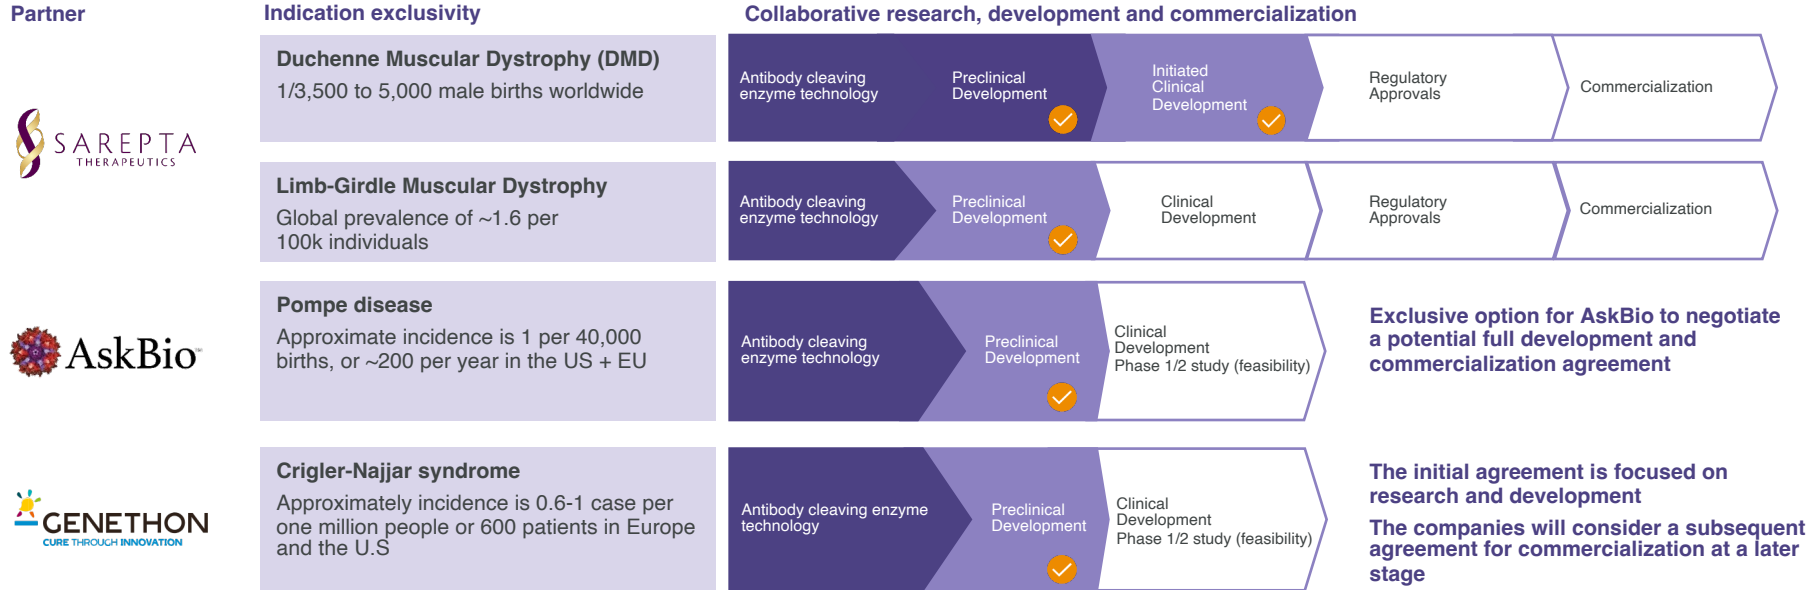 Partner
Indication exclusivity
Collaborative research, development and commercialization
SAREPTA
THERAPEUTICS
Duchenne Muscular Dystrophy (DMD)
1/3,500 to 5,000 male births worldwide
Antibody cleaving
enzyme technology
Preclinical
Development
Initiated
Clinical
Development
Regulatory
Approvals
Commercialization
Limb-Girdle Muscular Dystrophy
Global prevalence of ~1.6 per
100k individuals
Antibody cleaving
enzyme technology
Preclinical
Development
Clinical
Development
Regulatory
Approvals
Commercialization
AskBio
Pompe disease
Approximate incidence is 1 per 40,000
births, or ~200 per year in the US + EU
Antibody cleaving
enzyme technology
Preclinical
Development
Clinical
Development
Phase 1/2 study (feasibility)
Exclusive option for AskBio to negotiate
a potential full development and
commercialization agreement
GENETHON
CURE THROUGH INNOVATION
Crigler-Najjar syndrome
Approximately incidence is 0.6-1 case per
one million people or 600 patients in Europe
and the U.S
Antibody cleaving enzyme
technology
Preclinical
Development
Clinical
Development
Phase 1/2 study (feasibility)
The initial agreement is focused on
research and development
The companies will consider a subsequent
agreement for commercialization at a later
stage